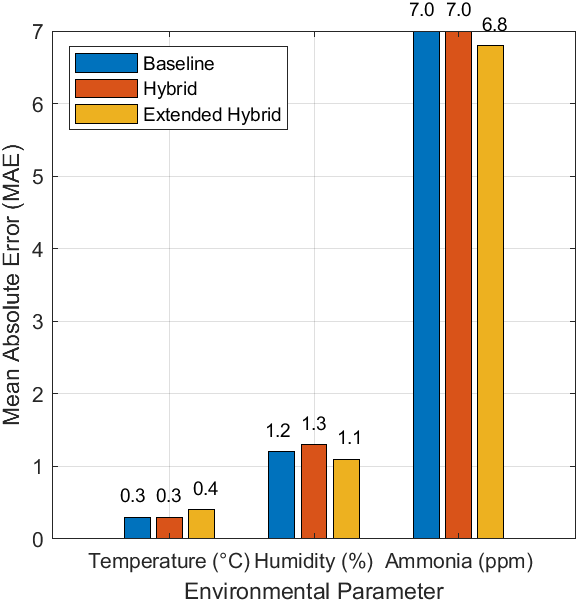 7.0 7.0 6.8
7
Baseline
Hybrid
Extended Hybrid
6
5
4
3
2
1.2 1.3 1.1
1
0.3 0.3 0.4
0
Mean Absolute Error (MAE)
Temperature (°C) Humidity (%) Ammonia (ppm)
Environmental Parameter